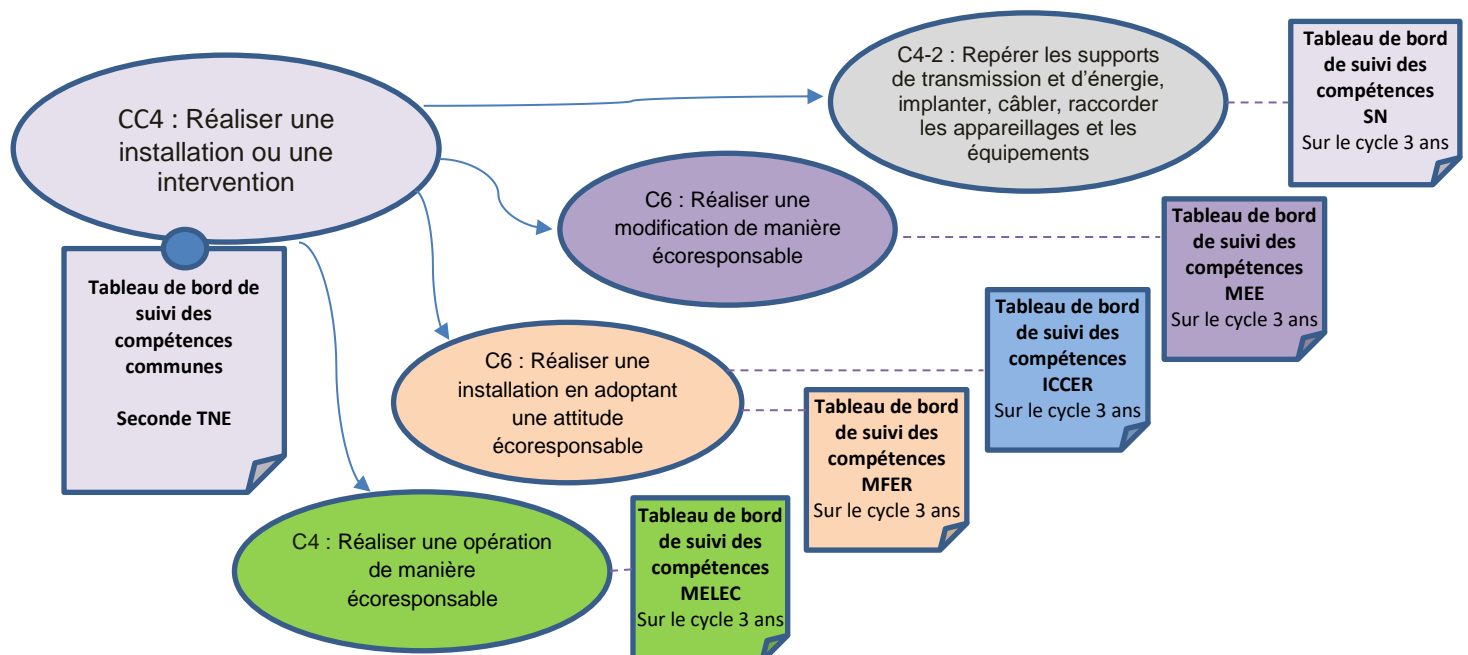 CC4 : Réaliser une
installation ou une
intervention
Tableau de bord de
suivi des
compétences
communes
Seconde TNE
C4-2 : Repérer les supports
de transmission et d’énergie,
implanter, câbler, raccorder
les appareillages et les
équipements
Tableau de bord
de suivi des
compétences
SN
Sur le cycle 3 ans
C6 : Réaliser une
modification de manière
écoresponsable
Tableau de bord
de suivi des
compétences
MEE
Sur le cycle 3 ans
C6 : Réaliser une
installation en adoptant
une attitude
écoresponsable
Tableau de bord
de suivi des
compétences
ICCER
Sur le cycle 3 ans
Tableau de bord
de suivi des
compétences
MFER
Sur le cycle 3 ans
C4 : Réaliser une opération
de manière
écoresponsable
Tableau de bord
de suivi des
compétences
MELEC
Sur le cycle 3 ans